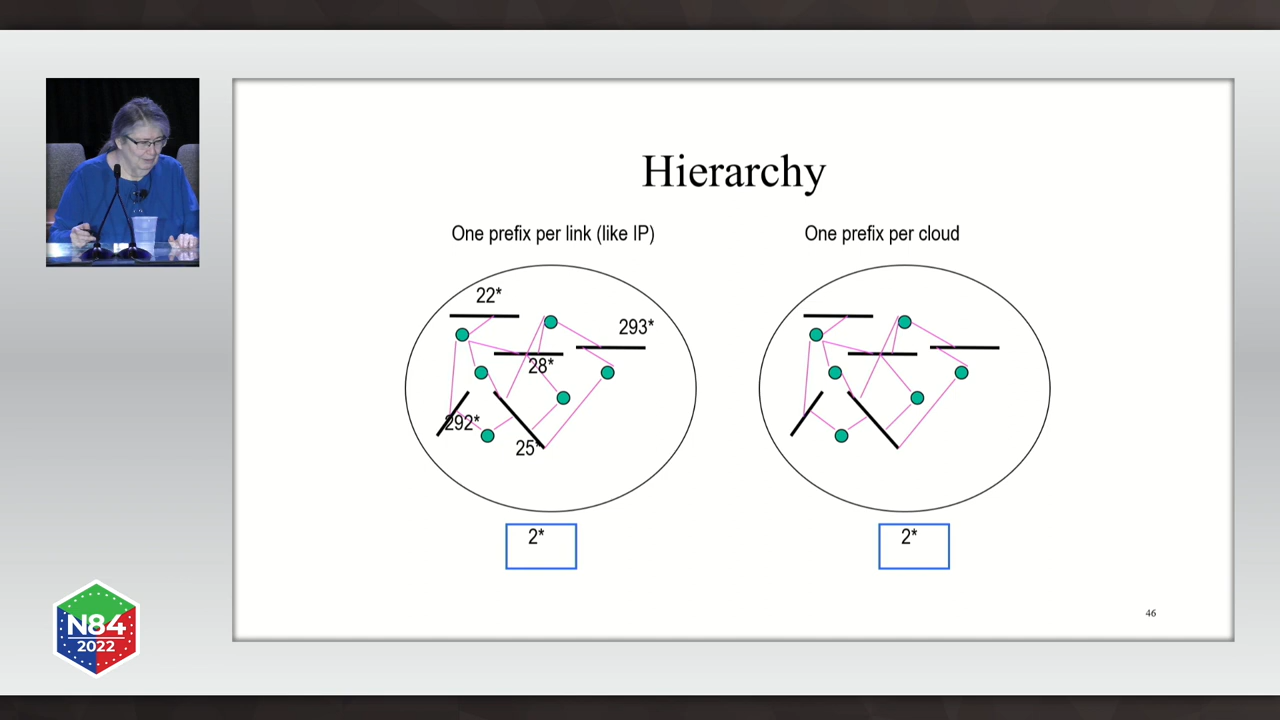 Hierarchy
One prefix per link (like IP)
One prefix per cloud
22*
293*
28*
292*
25*
2*
2*
46
N84
2022